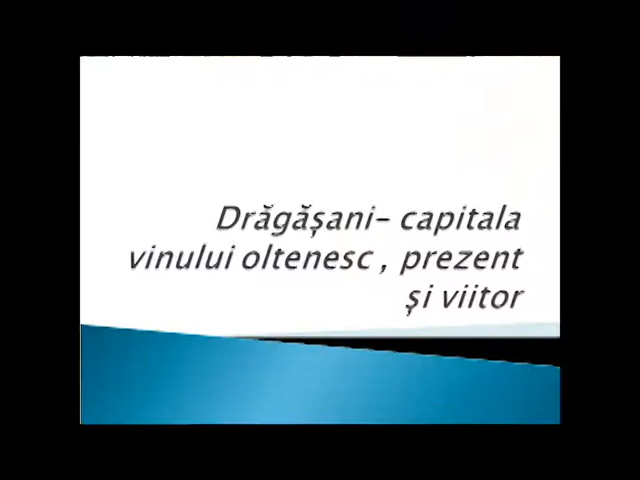 Drăgășani- capitala
vinului oltenesc , prezent
și viitor